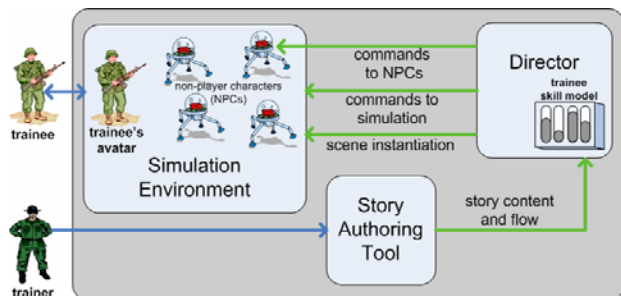 trainee
trainee's
avatar
non-player characters
(NPCs)
Simulation
Environment
commands
to NPCs
commands to
simulation
scene instantiation
Director
trainee
skill model
trainer
Story
Authoring
Tool
story content
and flow